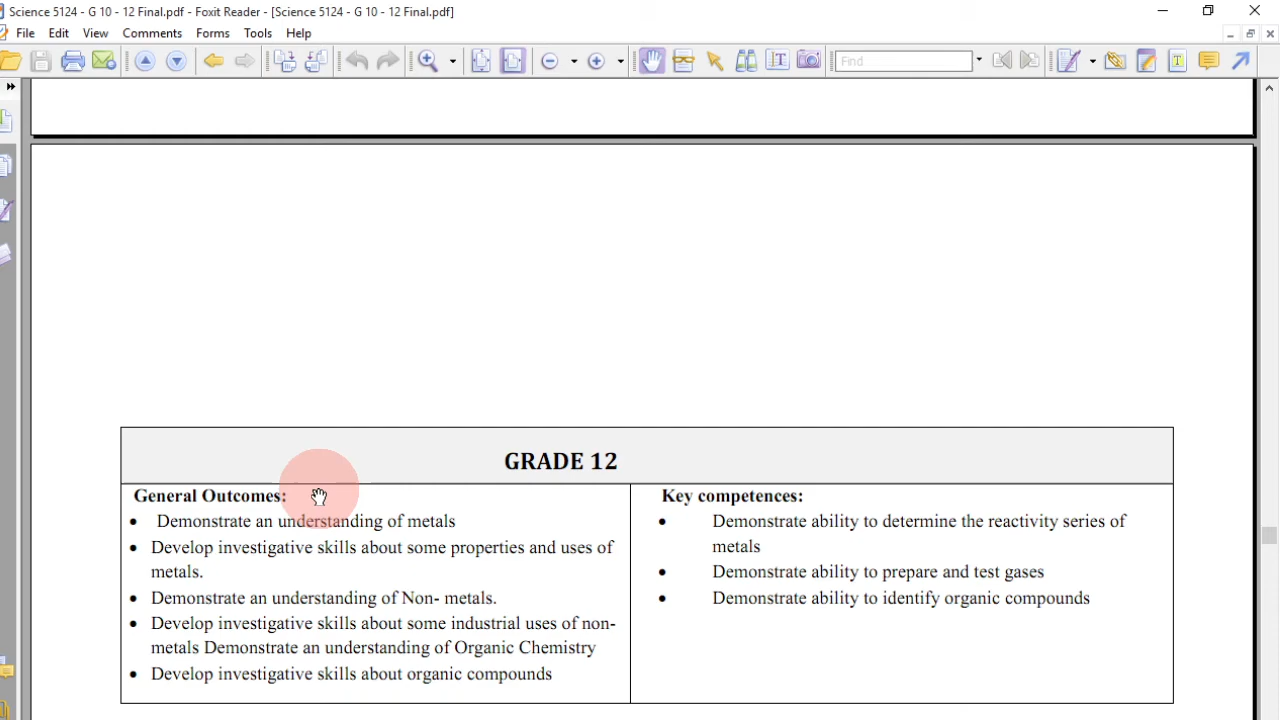 Science 5124 - G 10 - 12 Final.pdf - Foxit Reader - [Science 5124 - G 10 - 12 Final.pdf]
File Edit View Comments Forms Tools Help
Find
GRADE 12
General Outcomes:
• Demonstrate an understanding of metals
• Develop investigative skills about some properties and uses of
metals.
• Demonstrate an understanding of Non- metals.
• Develop investigative skills about some industrial uses of non-
metals Demonstrate an understanding of Organic Chemistry
• Develop investigative skills about organic compounds
Key competences:
• Demonstrate ability to determine the reactivity series of
metals
• Demonstrate ability to prepare and test gases
• Demonstrate ability to identify organic compounds